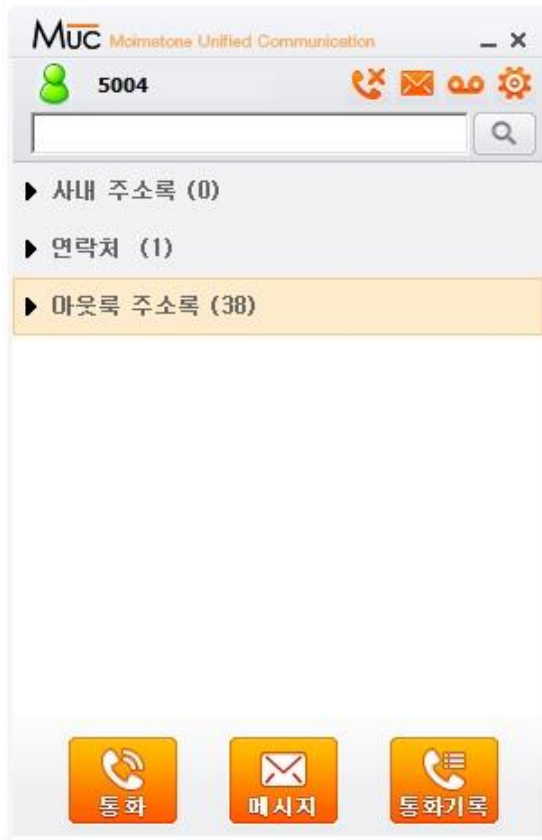 MUC Moimstone Unified Communication
5004
사내 주소록 (0)
연락처 (1)
아웃룩 주소록 (38)
통화 메시지 통화기록